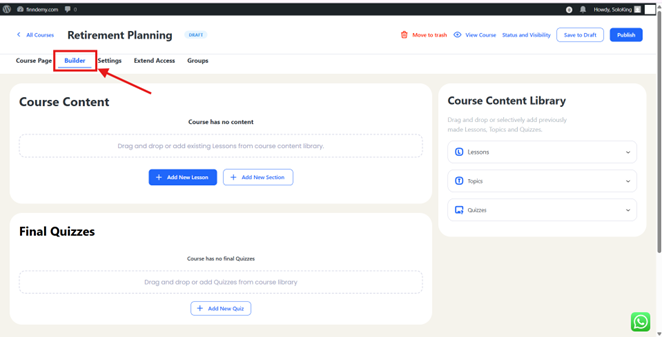 finndemy.com 0 Howdy, SoloKing
All Courses Retirement Planning DRAFT Move to trash View Course Status and Visibility Save to Draft Publish
Course Page Builder Settings Extend Access Groups
Course Content
Course has no content
Drag and drop or add existing Lessons from course content library.
Add New Lesson Add New Section
Final Quizzes
Course has no final Quizzes
Drag and drop or add Quizzes from course library
Add New Quiz
Course Content Library
Drag and drop or selectively add previously
made Lessons, Topics and Quizzes.
Lessons
Topics
Quizzes